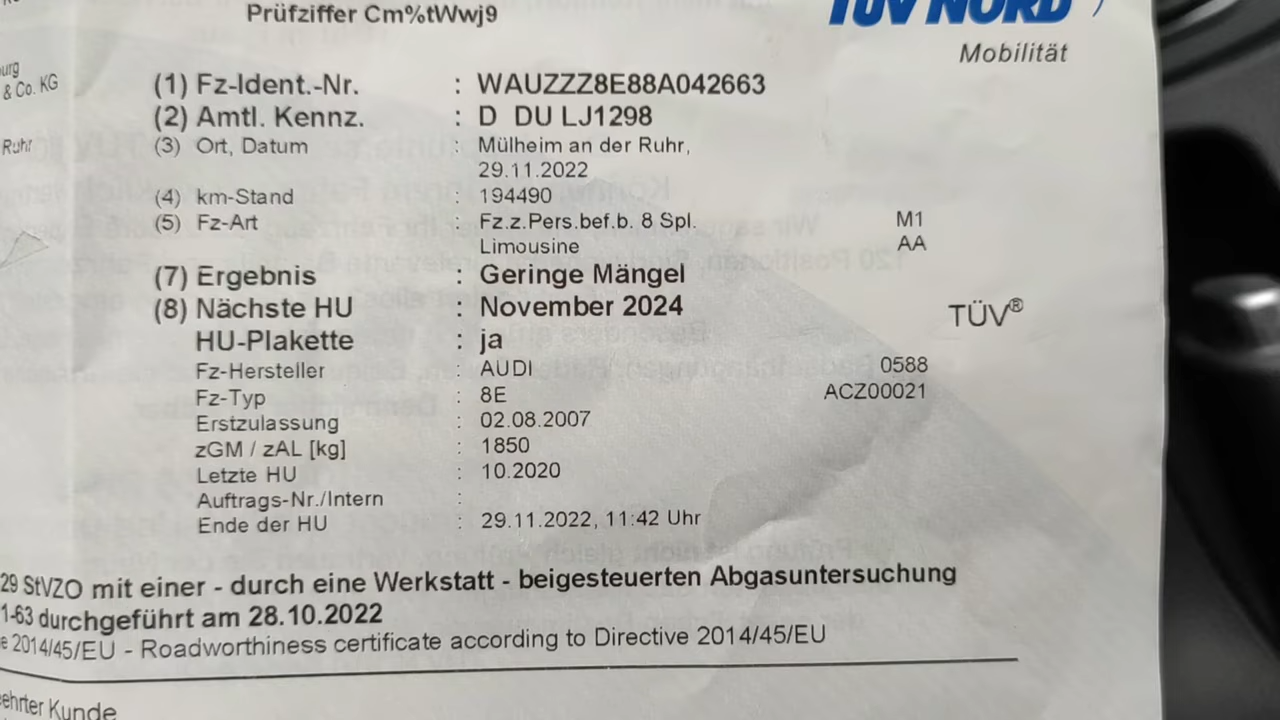 Prüfziffer Cm%tWwj9
TÜV NORD
Mobilität
urg
& Co. KG
Ruhr
(1) Fz-Ident.-Nr. : WAUZZZ8E88A042663
(2) Amtl. Kennz. : D DU LJ1298
(3) Ort, Datum : Mülheim an der Ruhr,
29.11.2022
(4) km-Stand : 194490
(5) Fz-Art : Fz.z.Pers.bef.b. 8 Spl. M1
Limousine AA
(7) Ergebnis : Geringe Mängel
(8) Nächste HU : November 2024 TÜV®
HU-Plakette : ja
Fz-Hersteller : AUDI 0588
Fz-Typ : 8E ACZ00021
Erstzulassung : 02.08.2007
zGM / zAL [kg] : 1850
Letzte HU : 10.2020
Auftrags-Nr./Intern :
Ende der HU : 29.11.2022, 11:42 Uhr
29 StVZO mit einer - durch eine Werkstatt - beigesteuerten Abgasuntersuchung
1-63 durchgeführt am 28.10.2022
e 2014/45/EU - Roadworthiness certificate according to Directive 2014/45/EU
ehrter Kunde